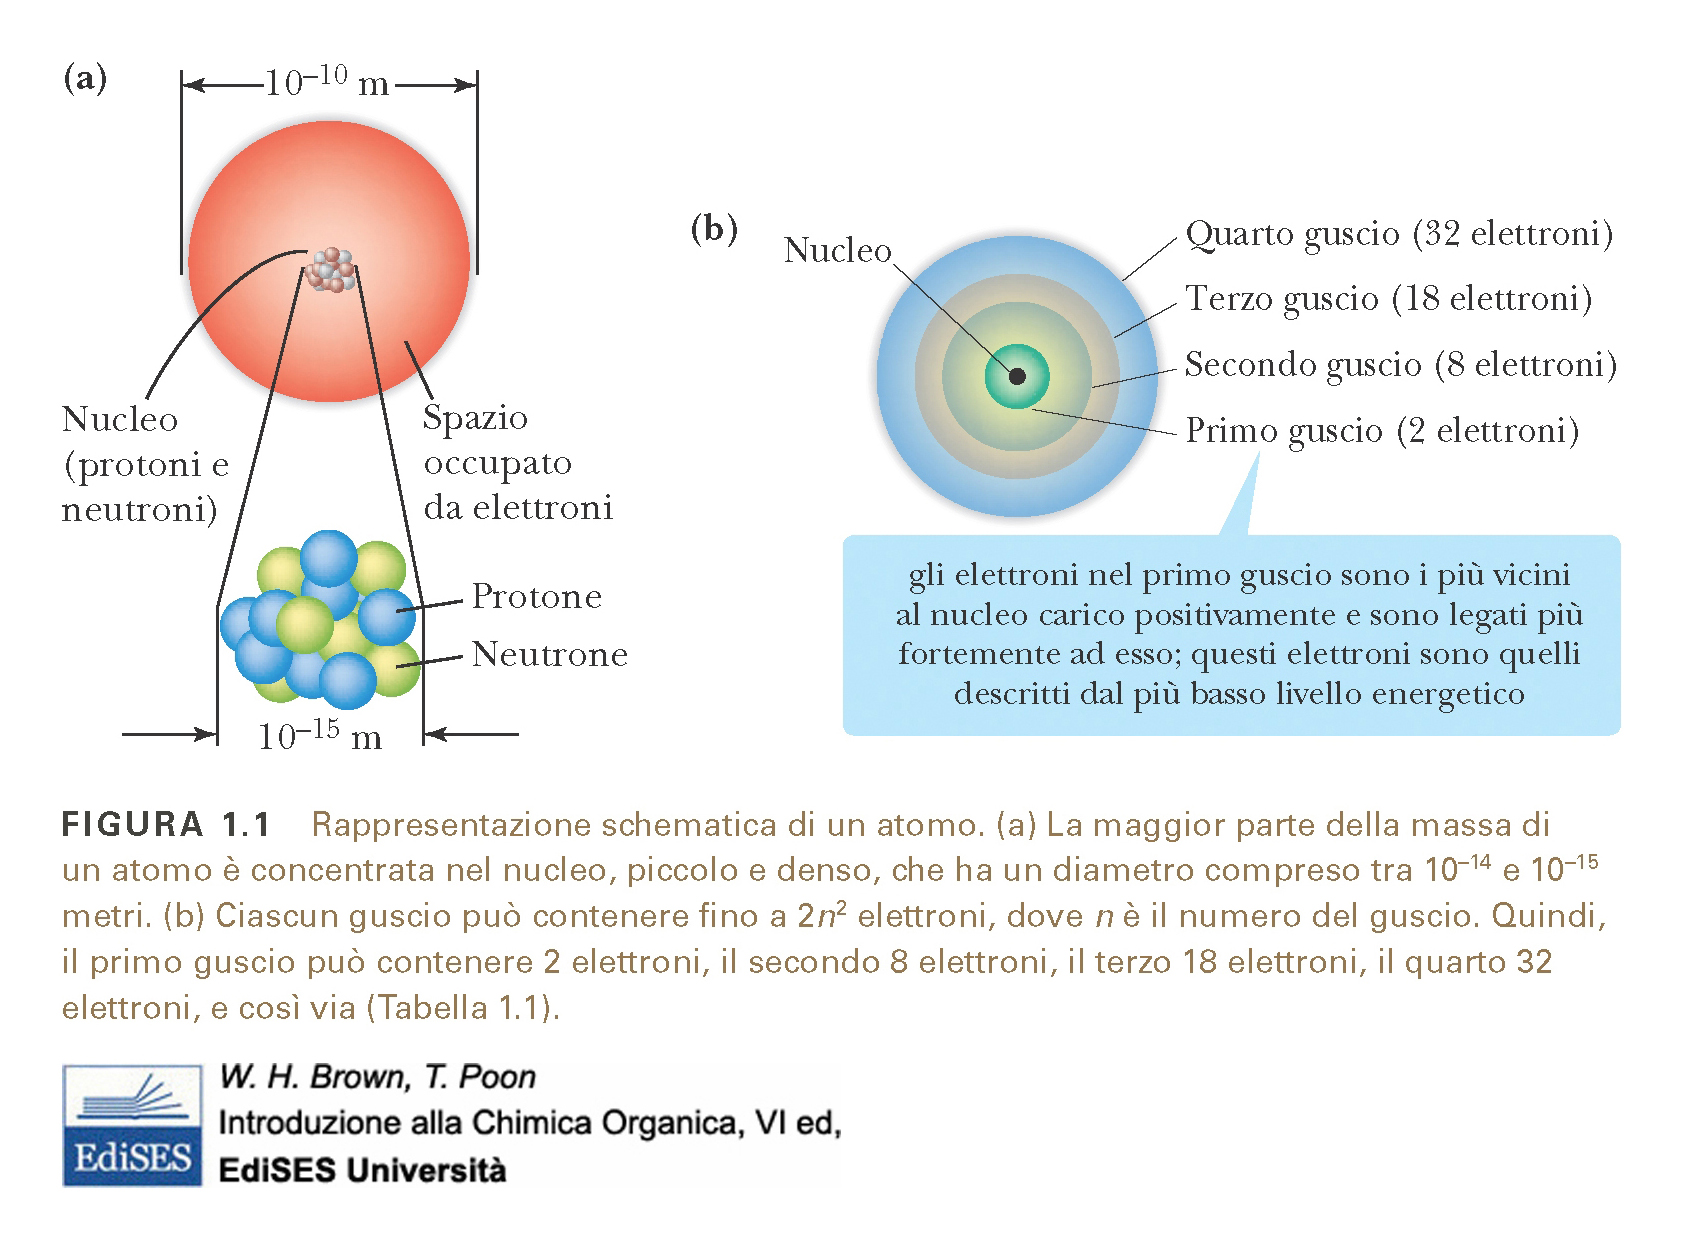 (a)
10⁻¹⁰ m
Nucleo
(protoni e
neutroni)
Spazio
occupato
da elettroni
Protone
Neutrone
10⁻¹⁵ m
(b)
Nucleo
Quarto guscio (32 elettroni)
Terzo guscio (18 elettroni)
Secondo guscio (8 elettroni)
Primo guscio (2 elettroni)
gli elettroni nel primo guscio sono i più vicini
al nucleo carico positivamente e sono legati più
fortemente ad esso; questi elettroni sono quelli
descritti dal più basso livello energetico
FIGURA 1.1 Rappresentazione schematica di un atomo. (a) La maggior parte della massa di
un atomo è concentrata nel nucleo, piccolo e denso, che ha un diametro compreso tra 10⁻¹⁴ e 10⁻¹⁵
metri. (b) Ciascun guscio può contenere fino a 2n² elettroni, dove n è il numero del guscio. Quindi,
il primo guscio può contenere 2 elettroni, il secondo 8 elettroni, il terzo 18 elettroni, il quarto 32
elettroni, e così via (Tabella 1.1).
EdiSES
W. H. Brown, T. Poon
Introduzione alla Chimica Organica, VI ed,
EdiSES Università